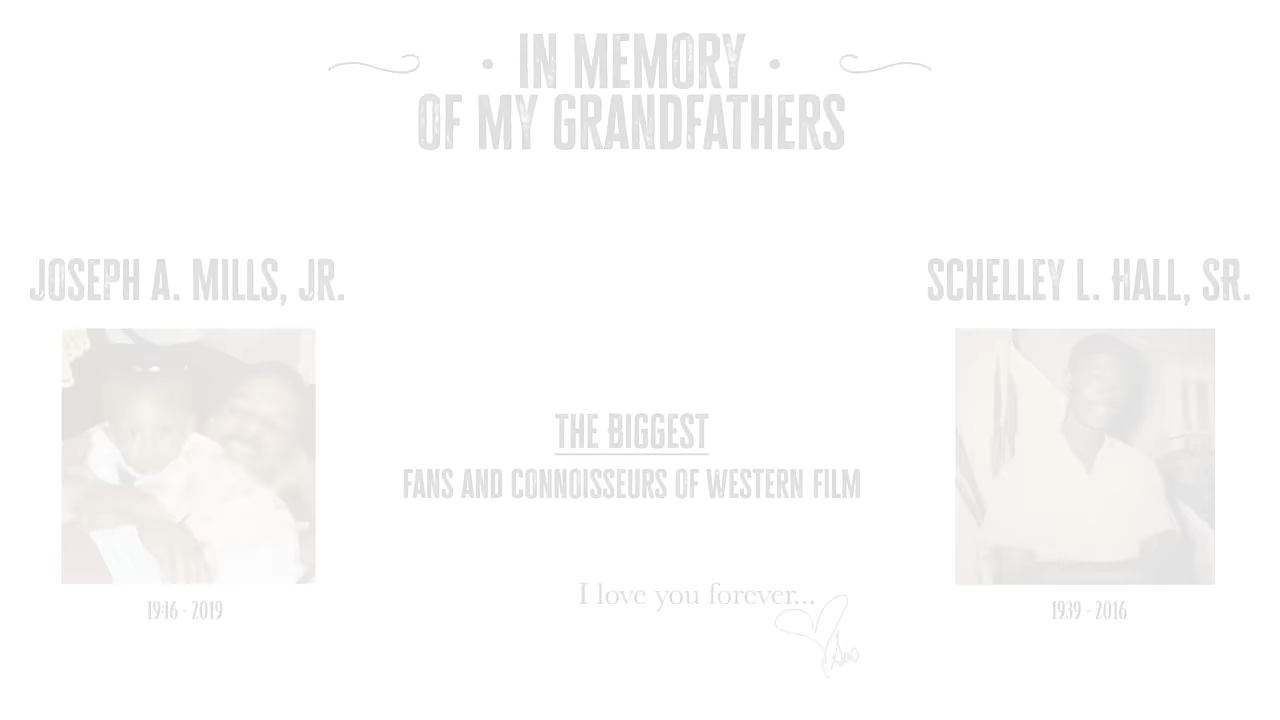 IN MEMORY
OF MY GRANDFATHERS
JOSEPH A. MILLS, JR.
SCHELLEY L. HALL, SR.
THE BIGGEST
FANS AND CONNOISSEURS OF WESTERN FILM
I love you forever...
1946 - 2019
1939 - 2016